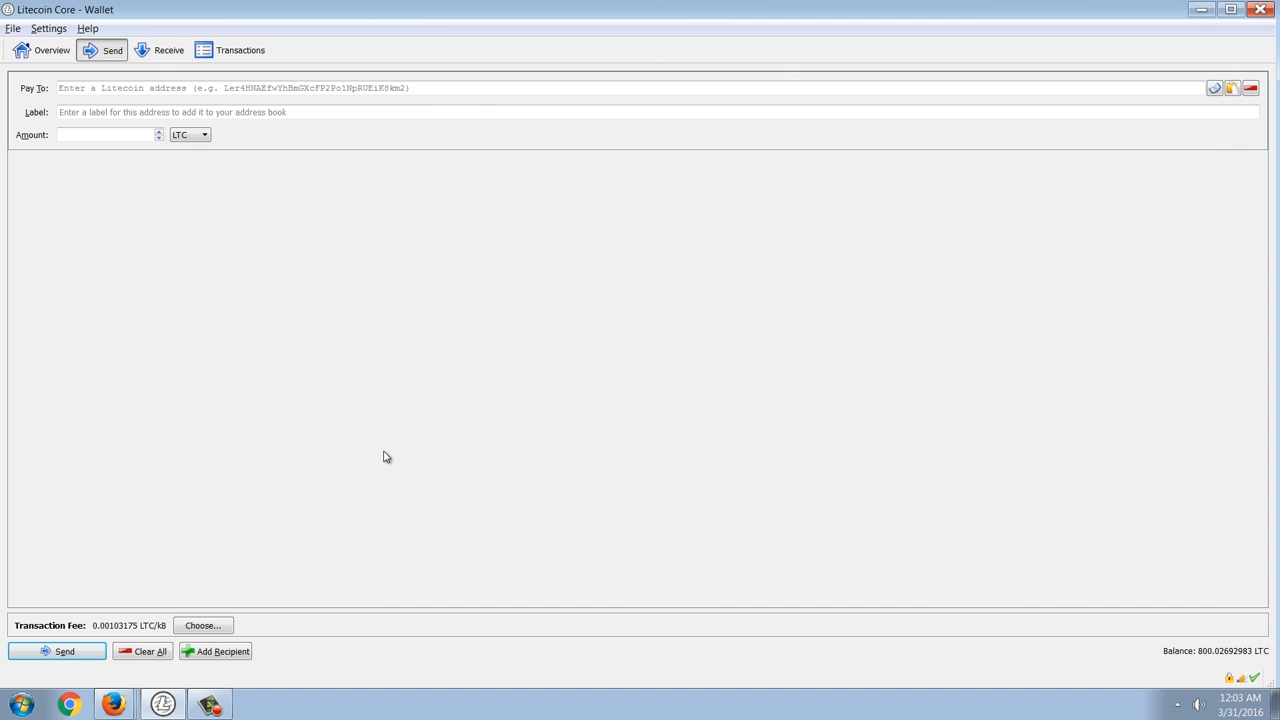 Litecoin Core - Wallet
File Settings Help
Overview Send Receive Transactions
Pay To: Enter a Litecoin address (e.g. Ler4HNAEfwYhBmGXcFP2Po1NpRUEiK8km2)
Label: Enter a label for this address to add it to your address book
Amount: LTC
Transaction Fee: 0.00103175 LTC/kB Choose...
Send Clear All Add Recipient Balance: 800.02692983 LTC
12:03 AM
3/31/2016